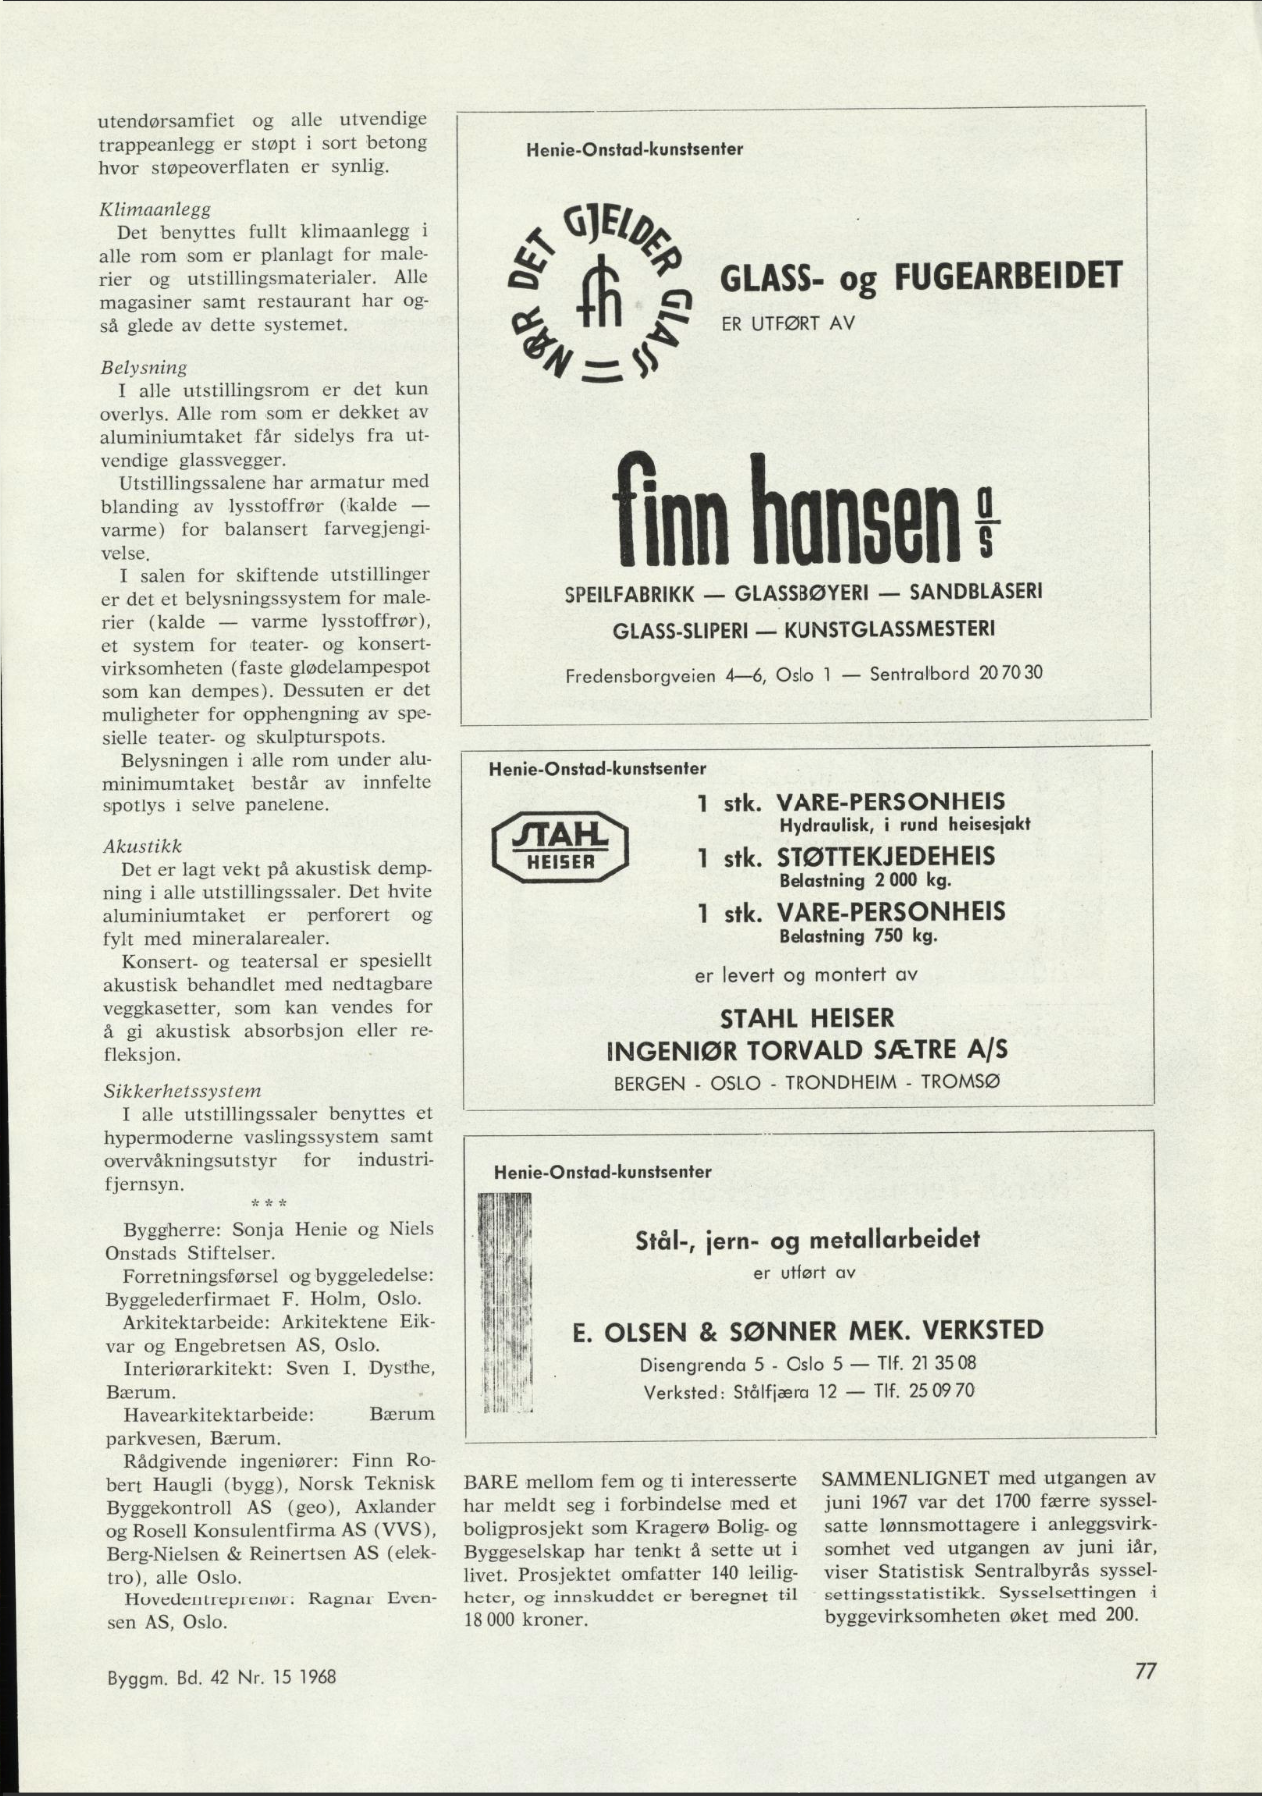 utendørsamfiet og alle utvendige
trappeanlegg er støpt i sort betong
hvor støpeoverflaten er synlig.
Klimaanlegg
Det benyttes fullt klimaanlegg i
alle rom som er planlagt for male-
rier og utstillingsmaterialer. Alle
magasiner samt restaurant har og-
så glede av dette systemet.
Belysning
I alle utstillingsrom er det kun
overlys. Alle rom som er dekket av
aluminiumtaket får sidelys fra ut-
vendige glassvegger.
Utstillingssalene har armatur med
blanding av lysstoffrør (kalde —
varme) for balansert farvegjengi-
velse.
I salen for skiftende utstillinger
er det et belysningssystem for male-
rier (kalde — varme lysstoffrør),
et system for teater- og konsert-
virksomheten (faste glødelampespot
som kan dempes). Dessuten er det
muligheter for opphengning av spe-
sielle teater- og skulpturspots.
Belysningen i alle rom under alu-
minimumtaket består av innfelte
spotlys i selve panelene.
Akustikk
Det er lagt vekt på akustisk demp-
ning i alle utstillingssaler. Det hvite
aluminiumtaket er perforert og
fylt med mineralarealer.
Konsert- og teatersal er spesiellt
akustisk behandlet med nedtagbare
veggkasetter, som kan vendes for
å gi akustisk absorbsjon eller re-
fleksjon.
Sikkerhetssystem
I alle utstillingssaler benyttes et
hypermoderne vaslingssystem samt
overvåkningsutstyr for industri-
fjernsyn.
* * *
Byggherre: Sonja Henie og Niels
Onstads Stiftelser.
Forretningsførsel og byggeledelse:
Byggelederfirmaet F. Holm, Oslo.
Arkitektarbeide: Arkitektene Eik-
var og Engebretsen AS, Oslo.
Interiørarkitekt: Sven I. Dysthe,
Bærum.
Havearkitektarbeide: Bærum
parkvesen, Bærum.
Rådgivende ingeniører: Finn Ro-
bert Haugli (bygg), Norsk Teknisk
Byggekontroll AS (geo), Axlander
og Rosell Konsulentfirma AS (VVS),
Berg-Nielsen & Reinertsen AS (elek-
tro), alle Oslo.
Hovedentreprenør: Ragnar Even-
sen AS, Oslo.
Henie-Onstad-kunstsenter
NÅR DET GJELDER GLASS =
fh
GLASS- og FUGEARBEIDET
ER UTFØRT AV
finn hansen a/s
SPEILFABRIKK — GLASSBØYERI — SANDBLÅSERI
GLASS-SLIPERI — KUNSTGLASSMESTERI
Fredensborgveien 4—6, Oslo 1 — Sentralbord 20 70 30
Henie-Onstad-kunstsenter
STAHL
HEISER
1 stk. VARE-PERSONHEIS
Hydraulisk, i rund heisesjakt
1 stk. STØTTEKJEDEHEIS
Belastning 2 000 kg.
1 stk. VARE-PERSONHEIS
Belastning 750 kg.
er levert og montert av
STAHL HEISER
INGENIØR TORVALD SÆTRE A/S
BERGEN - OSLO - TRONDHEIM - TROMSØ
Henie-Onstad-kunstsenter
Stål-, jern- og metallarbeidet
er utført av
E. OLSEN & SØNNER MEK. VERKSTED
Disengrenda 5 - Oslo 5 — Tlf. 21 35 08
Verksted: Stålfjæra 12 — Tlf. 25 09 70
BARE mellom fem og ti interesserte
har meldt seg i forbindelse med et
boligprosjekt som Kragerø Bolig- og
Byggeselskap har tenkt å sette ut i
livet. Prosjektet omfatter 140 leilig-
heter, og innskuddet er beregnet til
18 000 kroner.
SAMMENLIGNET med utgangen av
juni 1967 var det 1700 færre syssel-
satte lønnsmottagere i anleggsvirk-
somhet ved utgangen av juni iår,
viser Statistisk Sentralbyrås syssel-
settingsstatistikk. Sysselsettingen i
byggevirksomheten øket med 200.
Byggm. Bd. 42 Nr. 15 1968
77